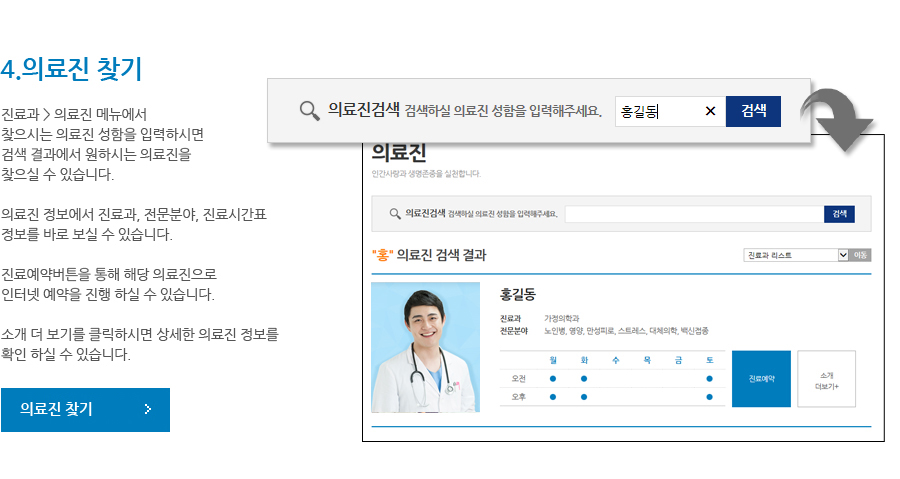 4.의료진 찾기
진료과 > 의료진 메뉴에서
찾으시는 의료진 성함을 입력하시면
검색 결과에서 원하시는 의료진을
찾으실 수 있습니다.
의료진 정보에서 진료과, 전문분야, 진료시간표
정보를 바로 보실 수 있습니다.
진료예약버튼을 통해 해당 의료진으로
인터넷 예약을 진행 하실 수 있습니다.
소개 더 보기를 클릭하시면 상세한 의료진 정보를
확인 하실 수 있습니다.
의료진 찾기 >
의료진검색 검색하실 의료진 성함을 입력해주세요. 홍길동 ✕ 검색
의료진
인간사랑과 생명존중을 실천합니다.
의료진검색 검색하실 의료진 성함을 입력해주세요. 검색
"홍" 의료진 검색 결과 진료과 리스트 이동
홍길동
진료과 가정의학과
전문분야 노인병, 영양, 만성피로, 스트레스, 대체의학, 백신접종
월 화 수 목 금 토
오전 ● ● ●
오후 ● ● ●
진료예약
소개
더보기+